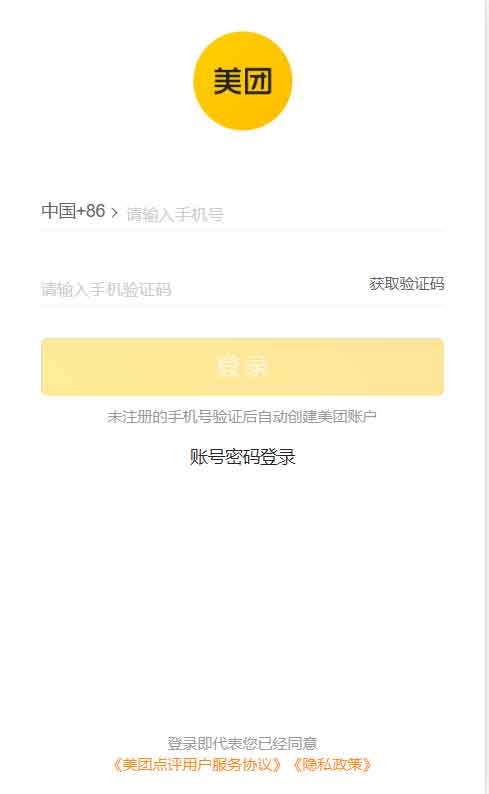 美团
中国+86 > 请输入手机号
请输入手机验证码 获取验证码
登录
未注册的手机号验证后自动创建美团账户
账号密码登录
登录即代表您已经同意
《美团点评用户服务协议》《隐私政策》